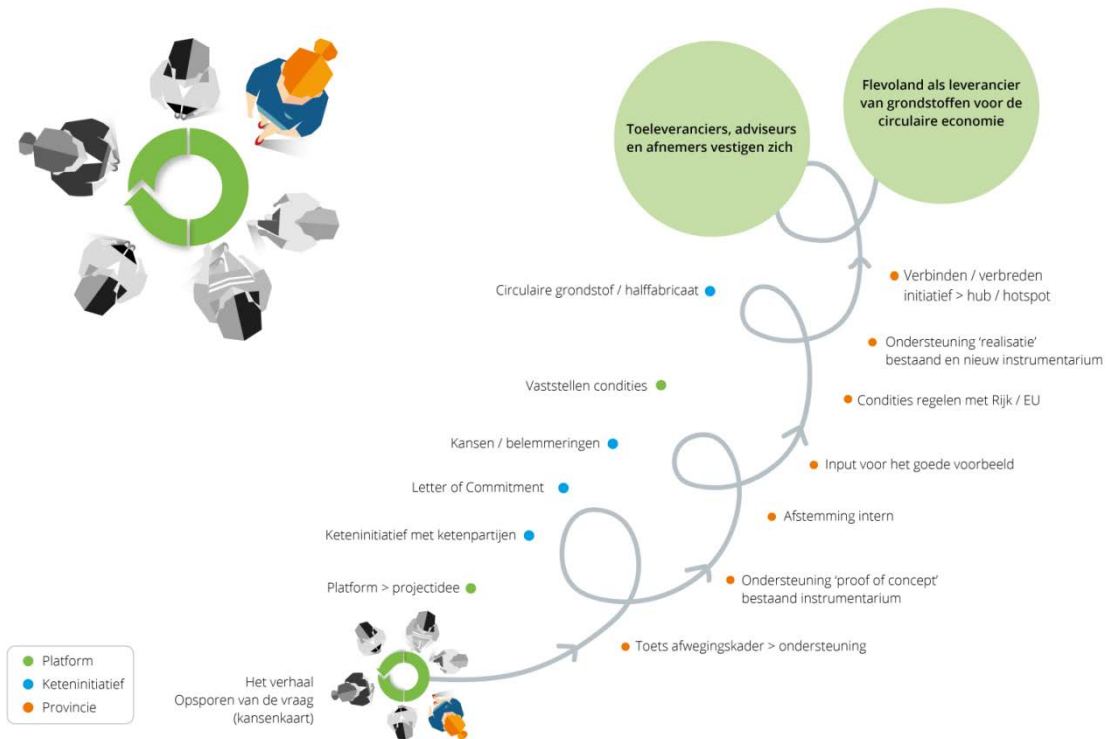 Toeleveranciers, adviseurs
en afnemers vestigen zich
Flevoland als leverancier
van grondstoffen voor de
circulaire economie
Circulaire grondstof / halffabricaat
Verbinden / verbreden
initiatief > hub / hotspot
Ondersteuning ‘realisatie’
bestaand en nieuw instrumentarium
Vaststellen condities
Condities regelen met Rijk / EU
Kansen / belemmeringen
Input voor het goede voorbeeld
Letter of Commitment
Afstemming intern
Keteninitiatief met ketenpartijen
Ondersteuning ‘proof of concept’
bestaand instrumentarium
Platform > projectidee
Toets afwegingskader > ondersteuning
Het verhaal
Opsporen van de vraag
(kansenkaart)
Platform
Keteninitiatief
Provincie